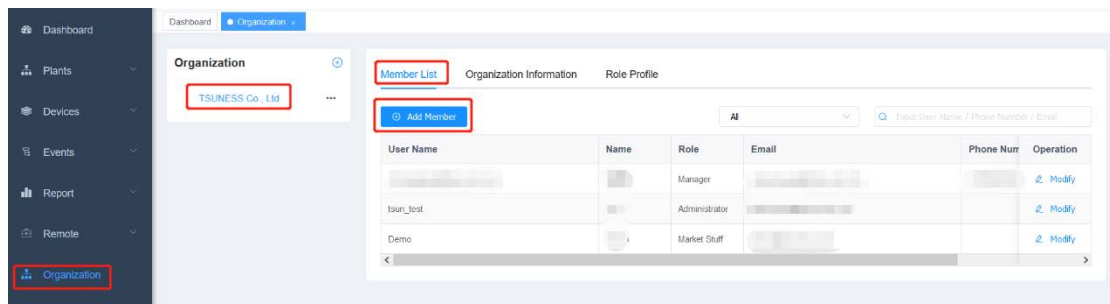 Dashboard
Plants
Devices
Events
Report
Remote
Organization
Dashboard Organization ×
Organization
TSUNESS Co., Ltd ...
Member List Organization Information Role Profile
Add Member All Input User Name / Phone Number / Email
User Name Name Role Email Phone Num Operation
Manager Modify
tsun_test Administrator Modify
Demo Market Stuff Modify